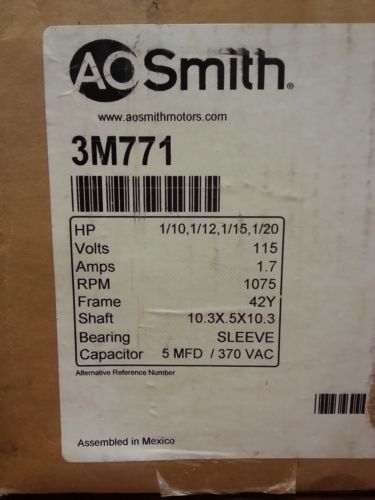 AO Smith®
www.aosmithmotors.com
3M771
HP 1/10,1/12,1/15,1/20
Volts 115
Amps 1.7
RPM 1075
Frame 42Y
Shaft 10.3X.5X10.3
Bearing SLEEVE
Capacitor 5 MFD / 370 VAC
Alternative Reference Number
Assembled in Mexico